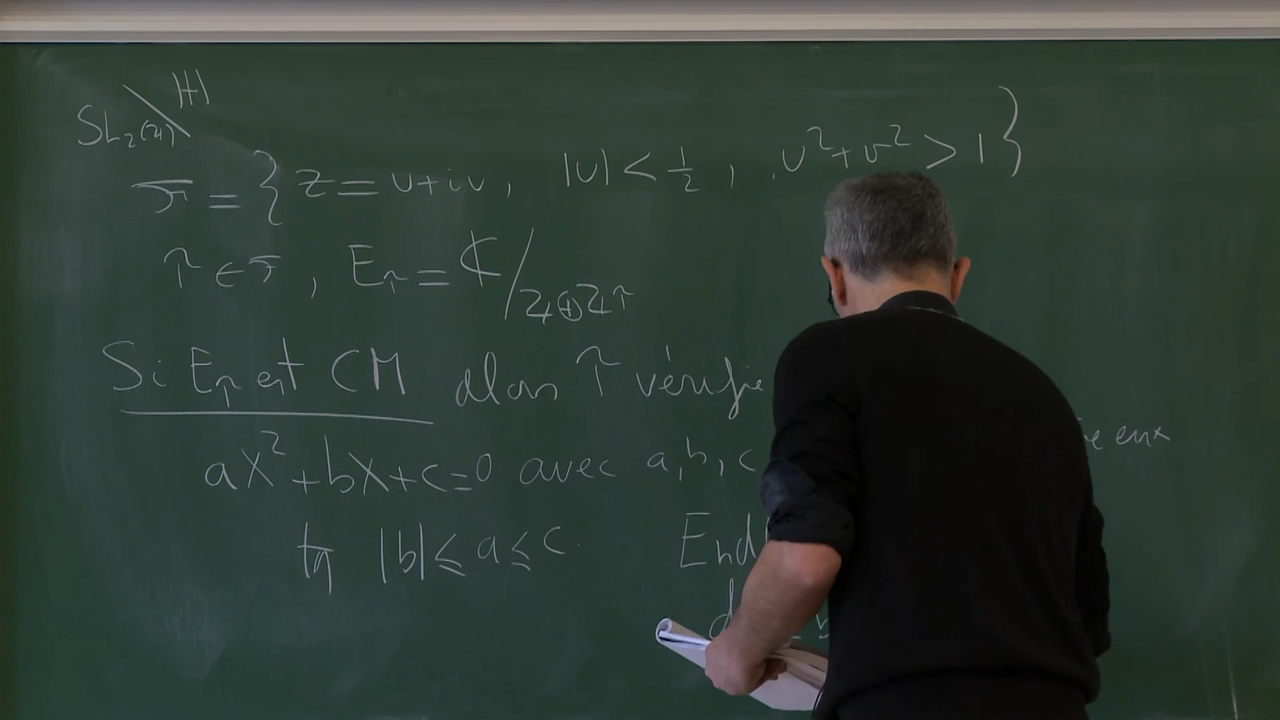 SL₂(ℤ)\ℍ
𝓕 = { z = u+iv, |u| < 1/2, u² + v² > 1 }
τ ∈ 𝓕, E_τ = ℂ/ℤ⊕ℤτ
Si E_τ est CM alors τ vérifie
aX² + bX + c = 0 avec a, b, c eux
tq |b| ≤ a ≤ c. End